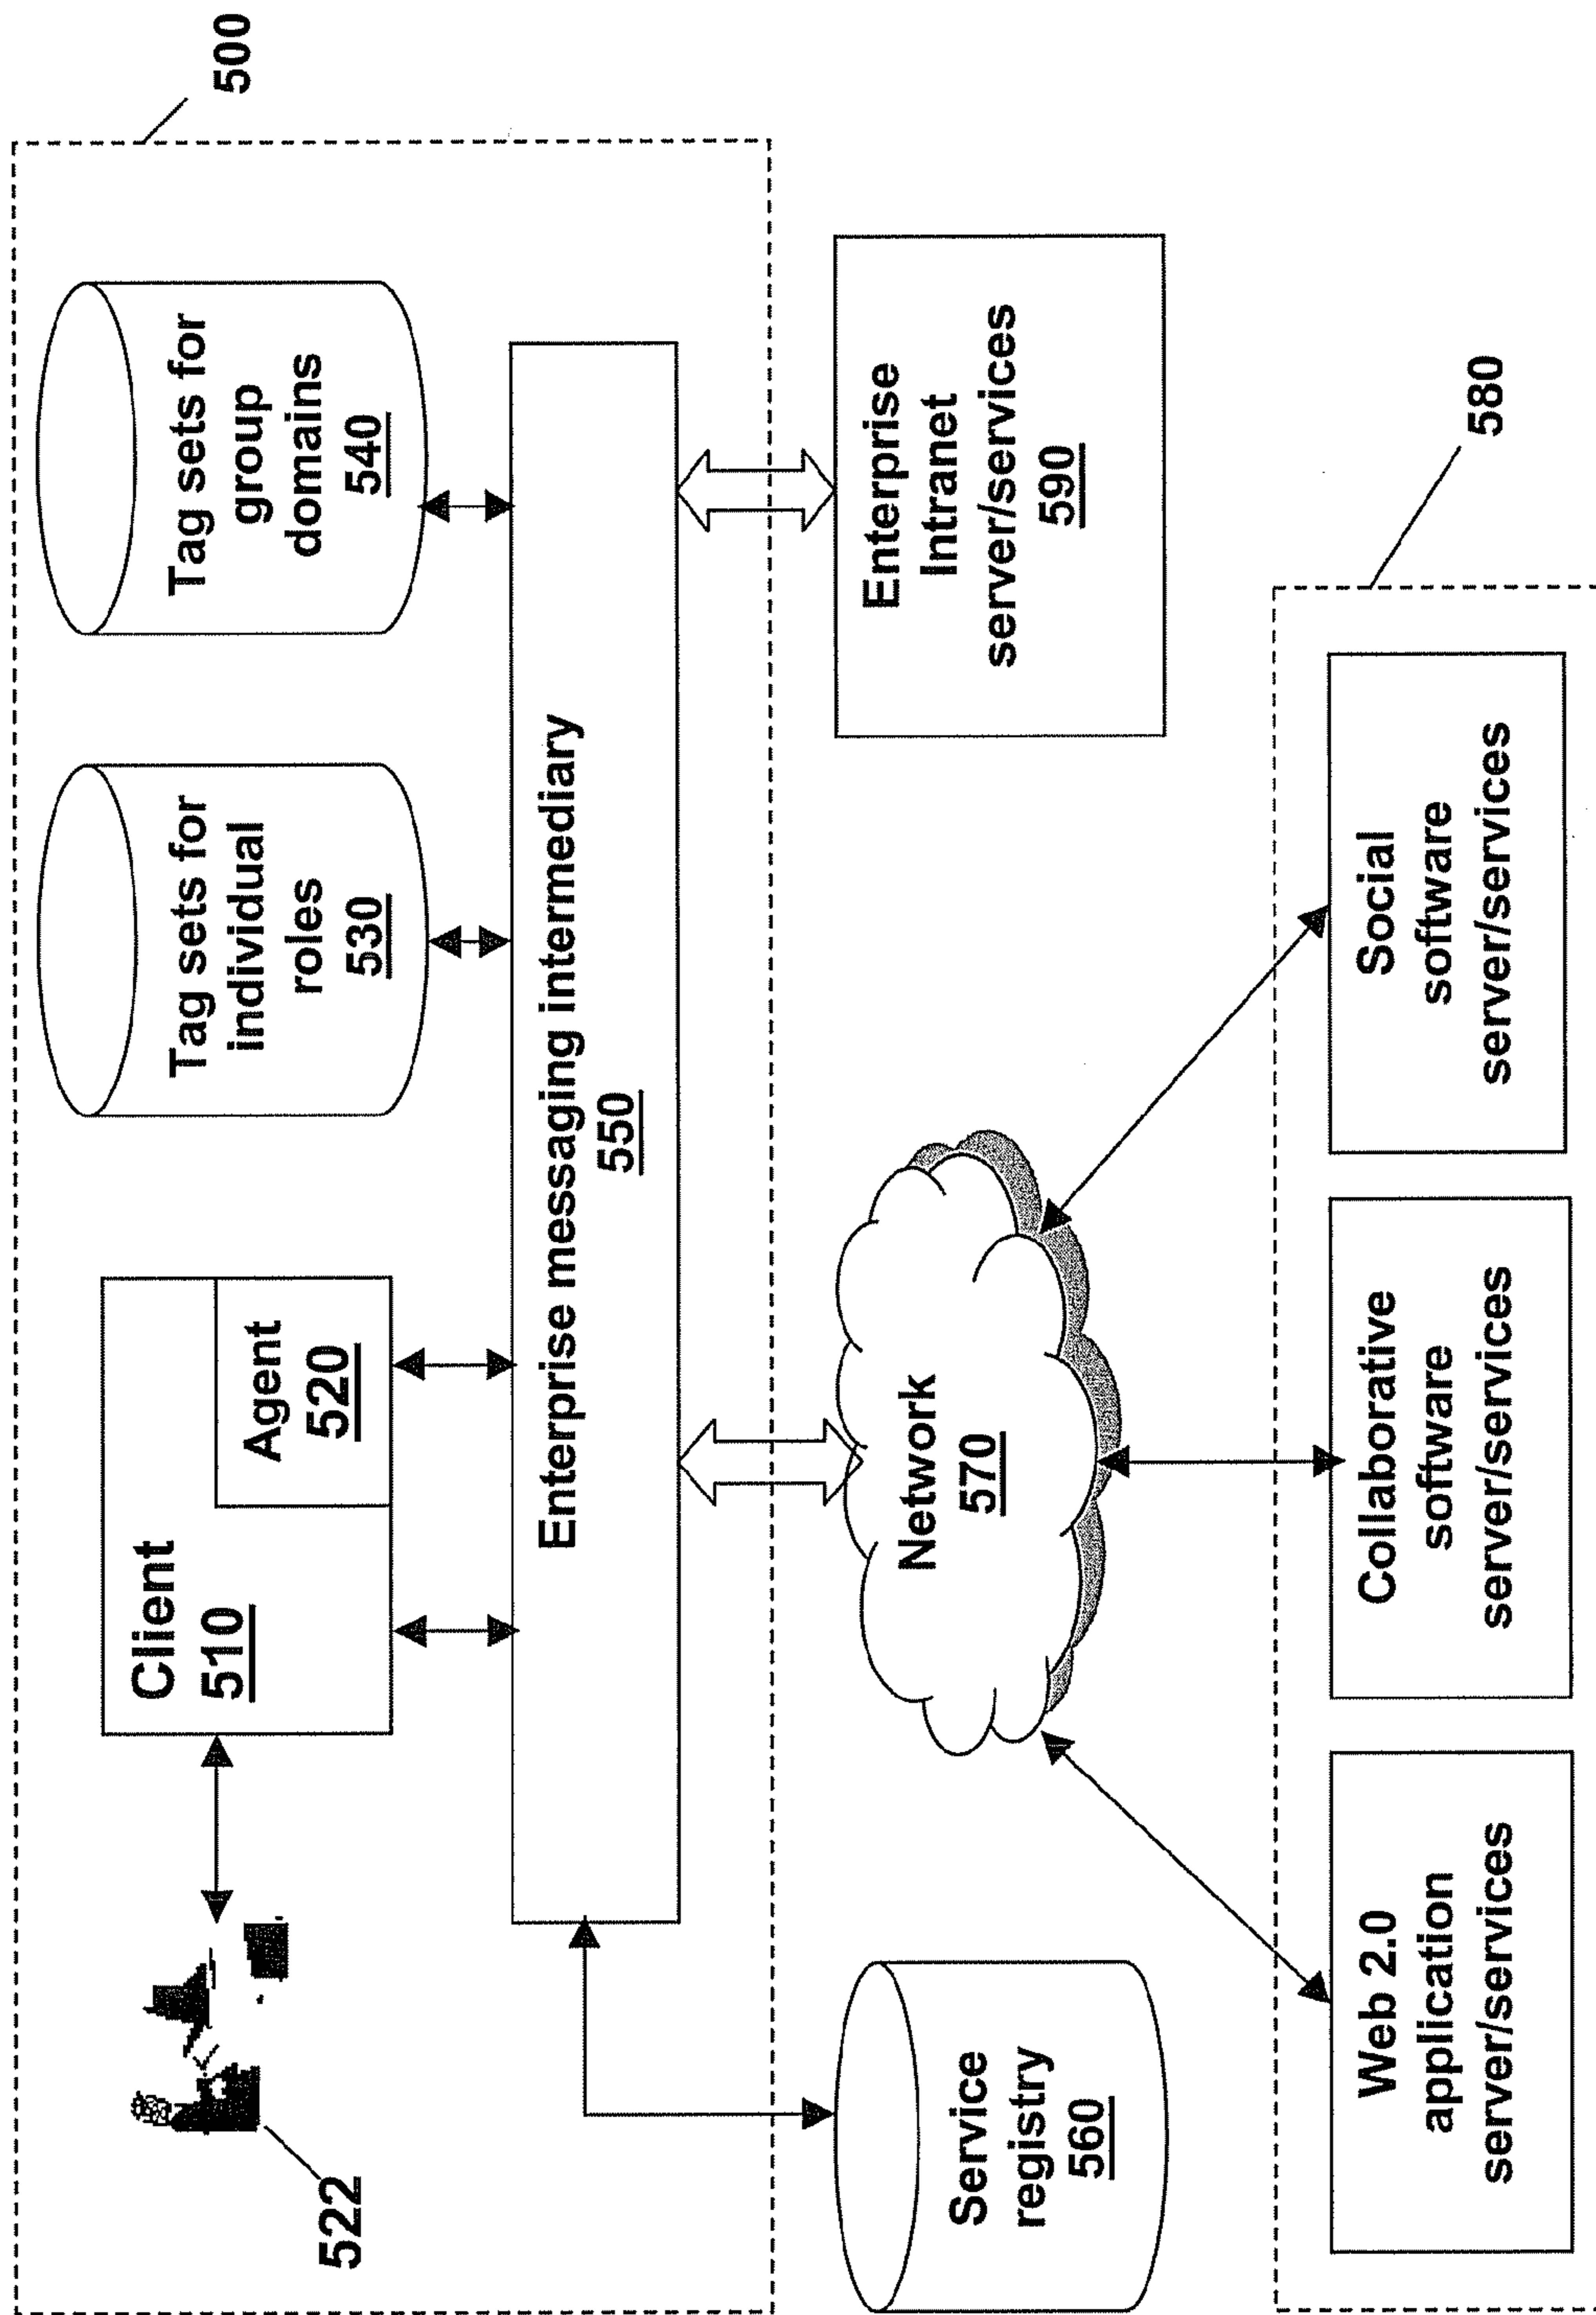 500
522
Client
510
Agent
520
Tag sets for
individual
roles
530
Tag sets for
group
domains
540
Enterprise messaging intermediary
550
Service
registry
560
Network
570
Enterprise
Intranet
server/services
590
580
Web 2.0
application
server/services
Collaborative
software
server/services
Social
software
server/services